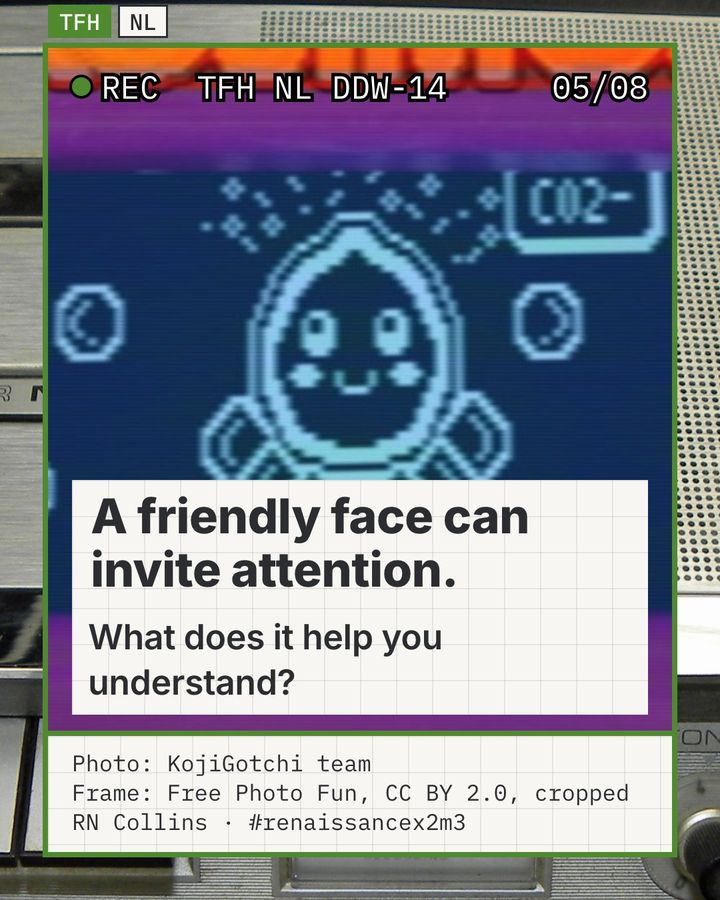 TFH NL
REC TFH NL DDW-14 05/08
CO2-
A friendly face can
invite attention.
What does it help you
understand?
Photo: KojiGotchi team
Frame: Free Photo Fun, CC BY 2.0, cropped
RN Collins · #renaissancex2m3